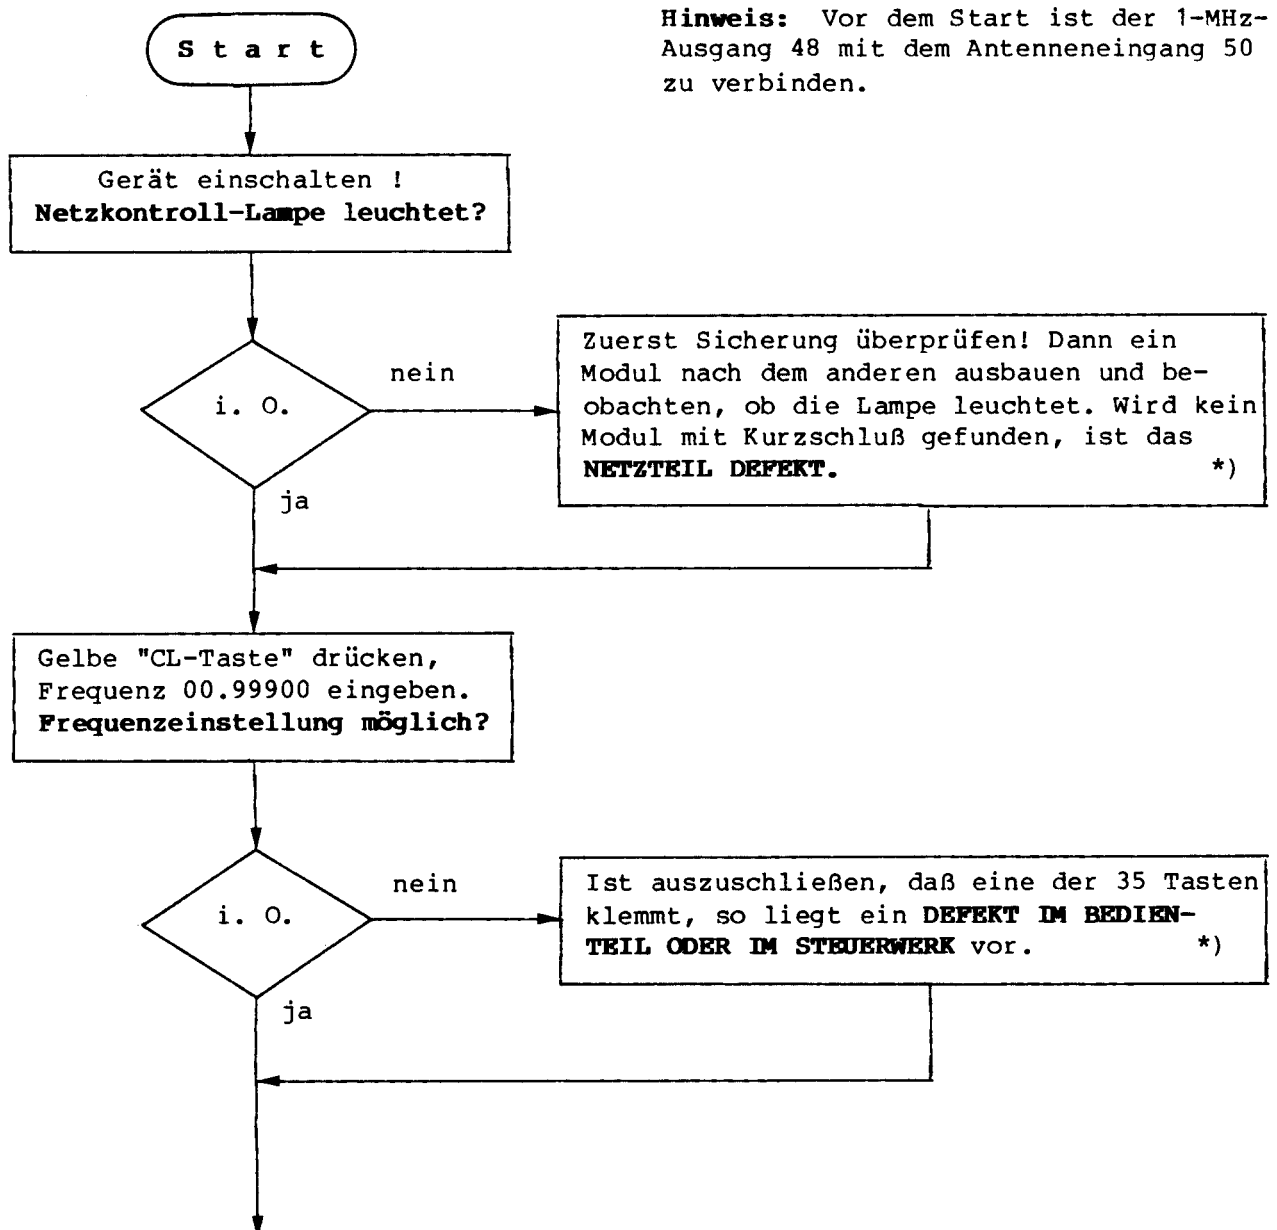 Hinweis: Vor dem Start ist der 1-MHz-
Ausgang 48 mit dem Antenneneingang 50
zu verbinden.
S t a r t
Gerät einschalten !
Netzkontroll-Lampe leuchtet?
i. O.
nein
ja
Zuerst Sicherung überprüfen! Dann ein
Modul nach dem anderen ausbauen und be-
obachten, ob die Lampe leuchtet. Wird kein
Modul mit Kurzschluß gefunden, ist das
NETZTEIL DEFEKT. *)
Gelbe "CL-Taste" drücken,
Frequenz 00.99900 eingeben.
Frequenzeinstellung möglich?
i. O.
nein
ja
Ist auszuschließen, daß eine der 35 Tasten
klemmt, so liegt ein DEFEKT IM BEDIEN-
TEIL ODER IM STEUERWERK vor. *)